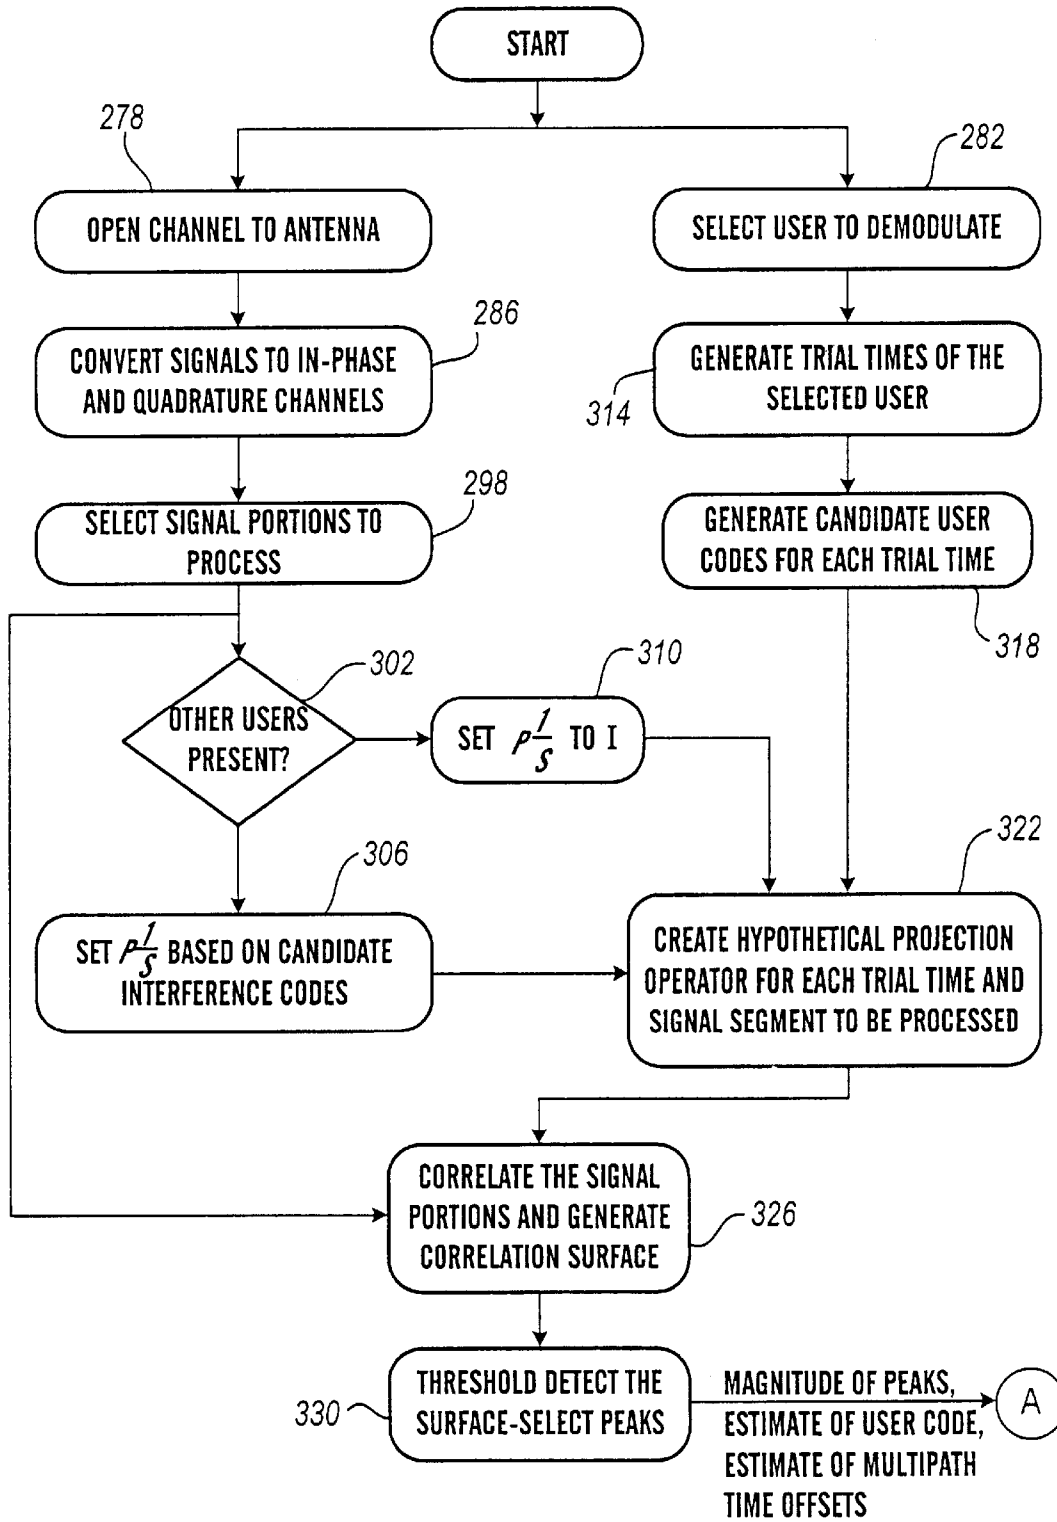 START
278
282
OPEN CHANNEL TO ANTENNA
SELECT USER TO DEMODULATE
286
CONVERT SIGNALS TO IN-PHASE
AND QUADRATURE CHANNELS
314
GENERATE TRIAL TIMES OF THE
SELECTED USER
298
SELECT SIGNAL PORTIONS TO
PROCESS
GENERATE CANDIDATE USER
CODES FOR EACH TRIAL TIME
318
302
OTHER USERS
PRESENT?
310
SET P 1/S TO I
306
SET P 1/S BASED ON CANDIDATE
INTERFERENCE CODES
322
CREATE HYPOTHETICAL PROJECTION
OPERATOR FOR EACH TRIAL TIME AND
SIGNAL SEGMENT TO BE PROCESSED
CORRELATE THE SIGNAL
PORTIONS AND GENERATE
CORRELATION SURFACE
326
330
THRESHOLD DETECT THE
SURFACE-SELECT PEAKS
MAGNITUDE OF PEAKS,
ESTIMATE OF USER CODE,
ESTIMATE OF MULTIPATH
TIME OFFSETS
A